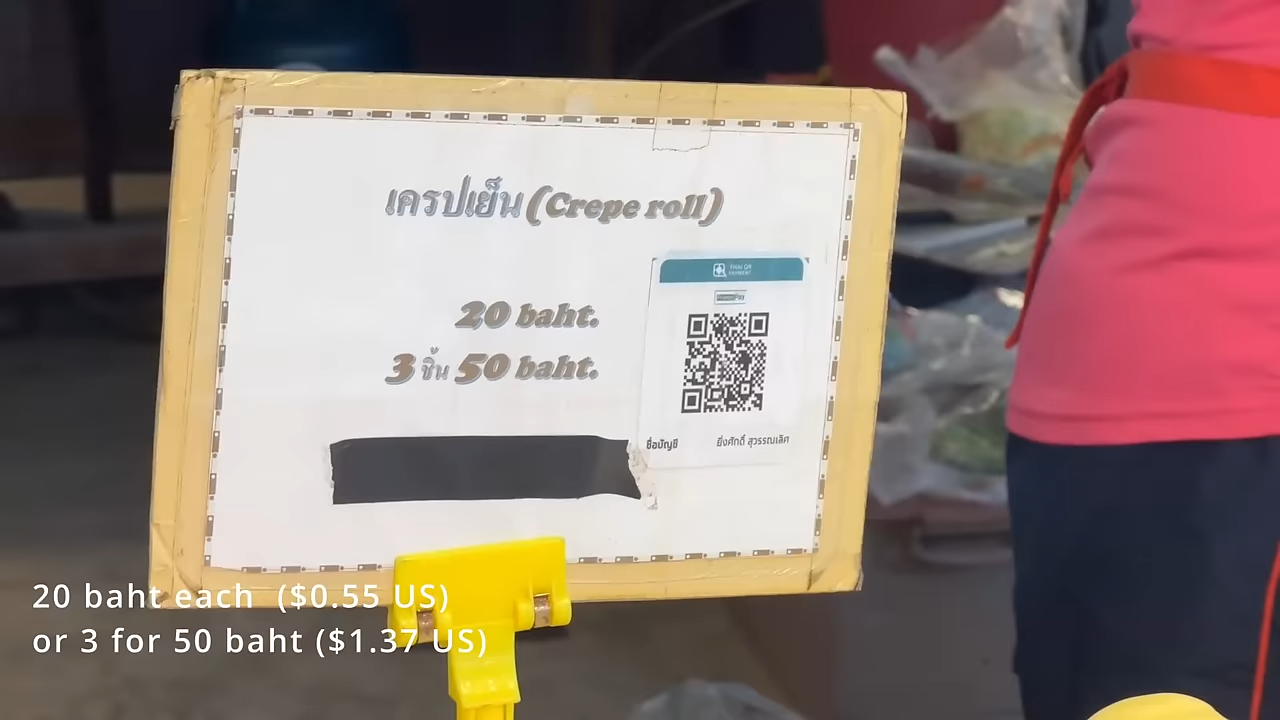 เครปเย็น (Crepe roll)
20 baht.
3 ชิ้น 50 baht.
THAI QR
PAYMENT
ชื่อบัญชี ยิ่งศักดิ์ สุวรรณเลิศ
20 baht each ($0.55 US)
or 3 for 50 baht ($1.37 US)